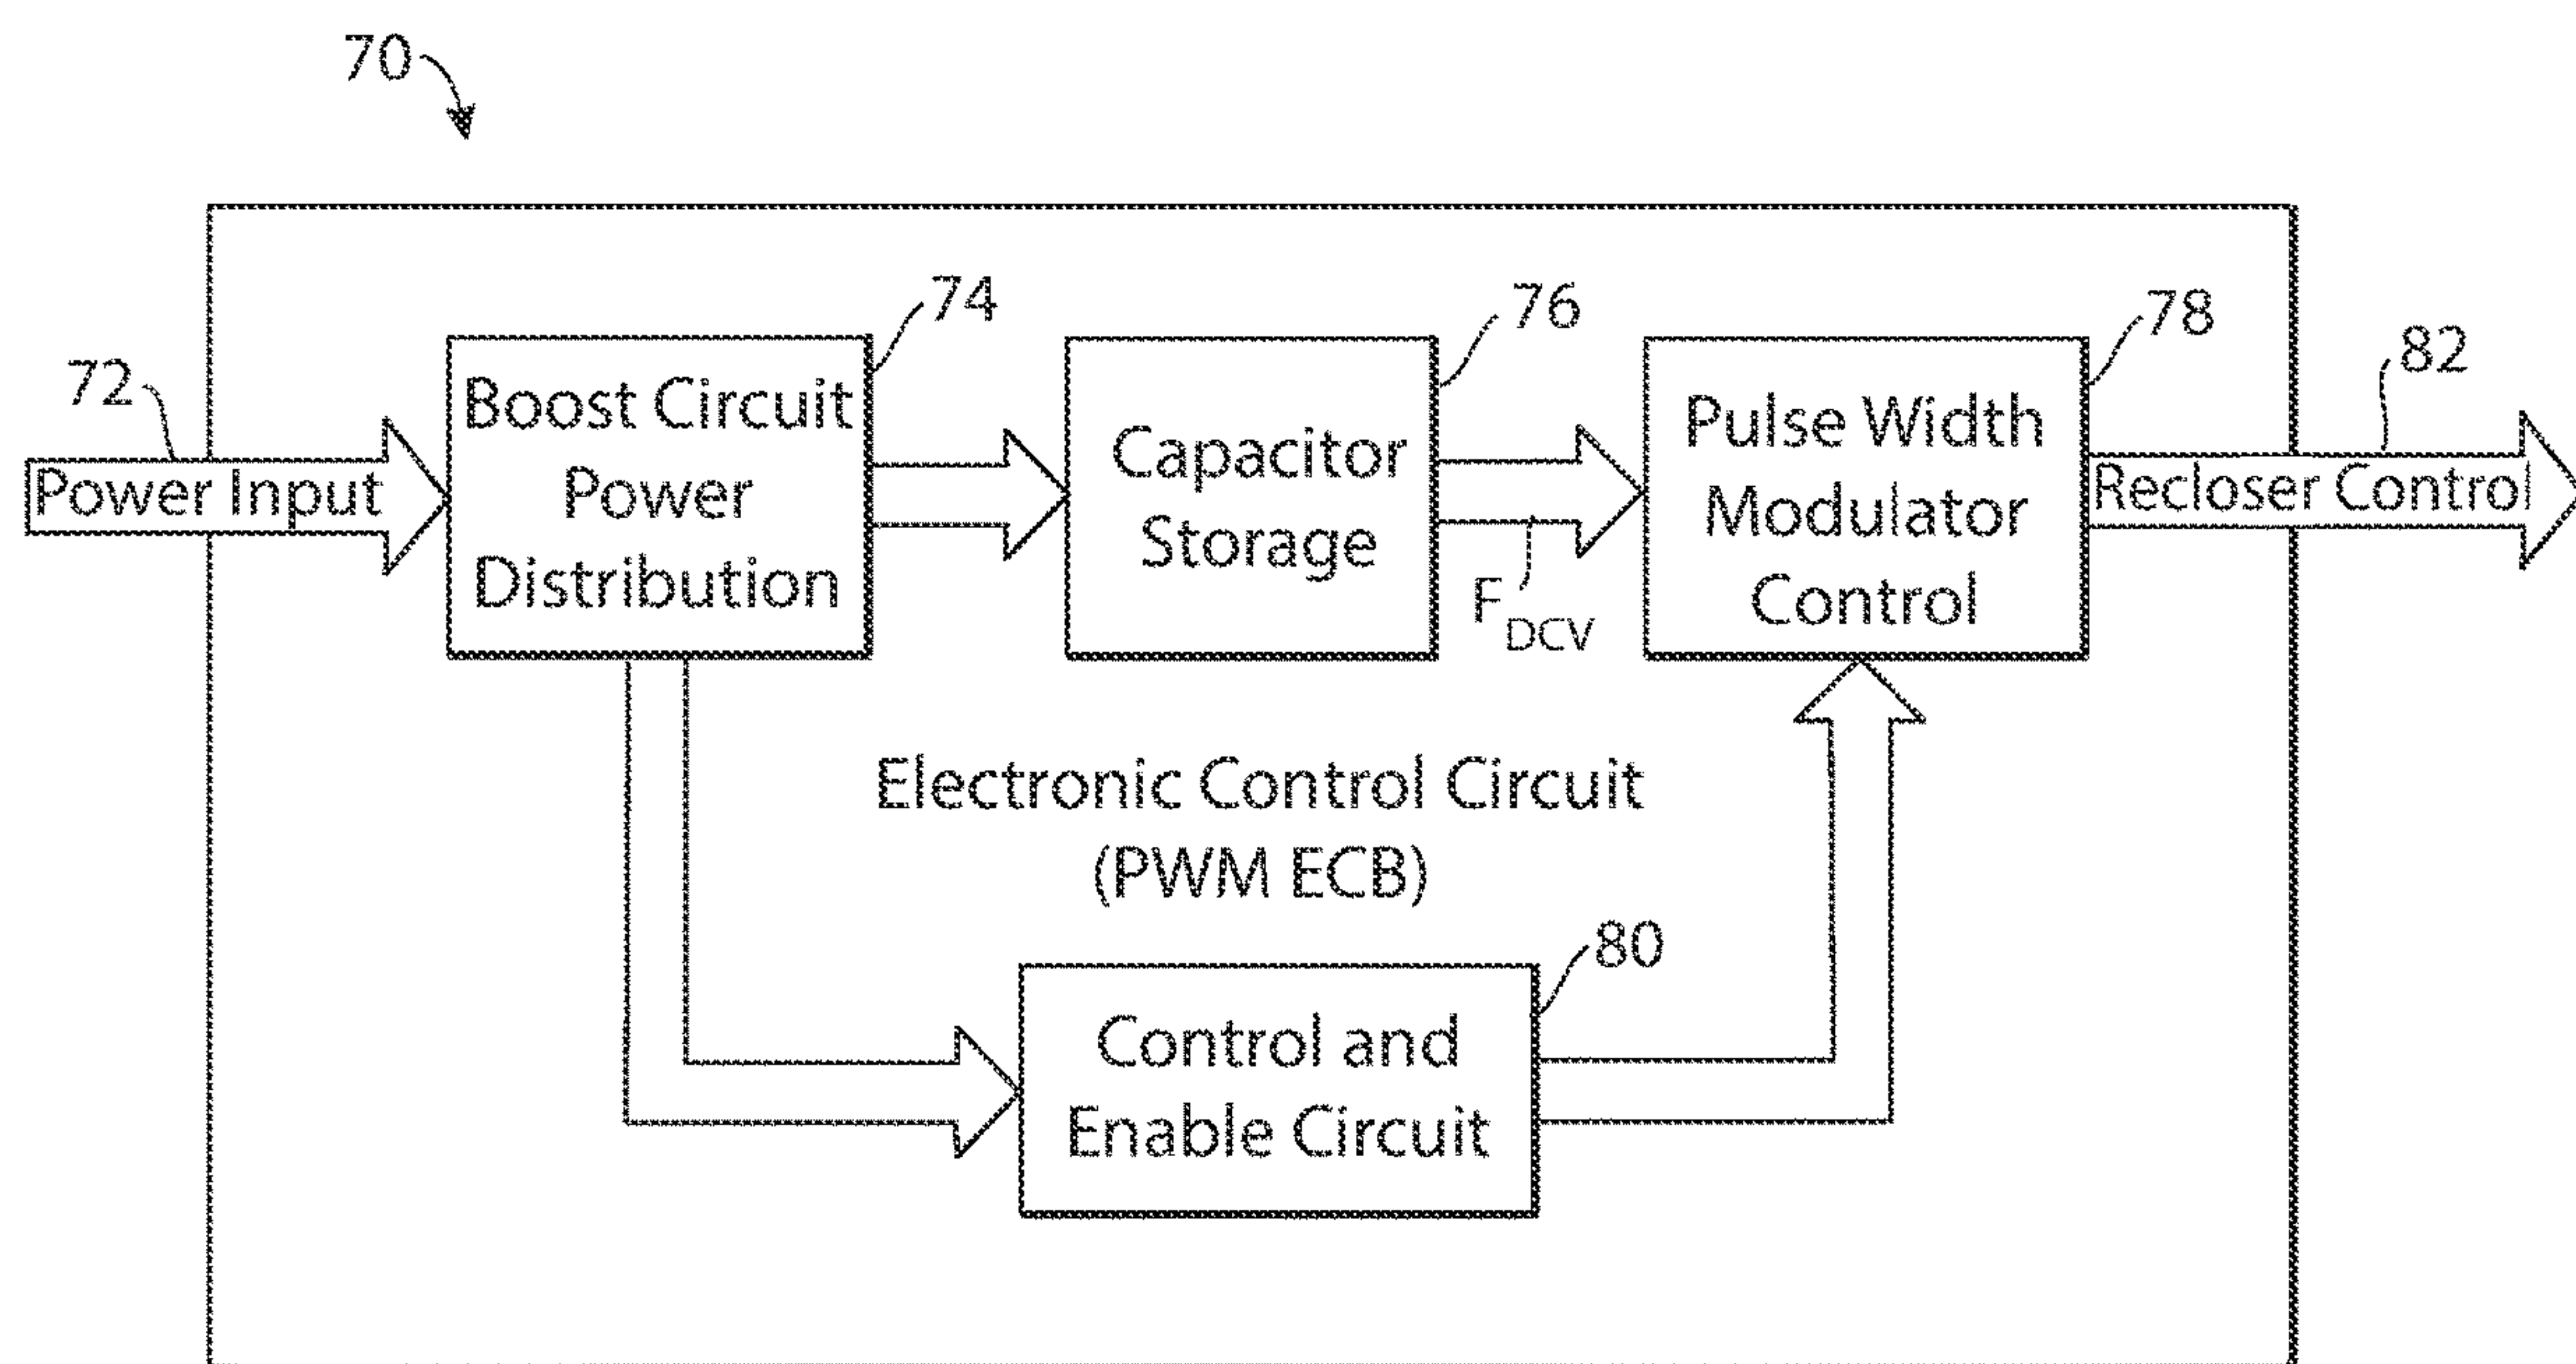 70
72
Power Input
74
Boost Circuit
Power
Distribution
76
Capacitor
Storage
F DCV
78
Pulse Width
Modulator
Control
82
Recloser Control
Electronic Control Circuit
(PWM ECB)
80
Control and
Enable Circuit